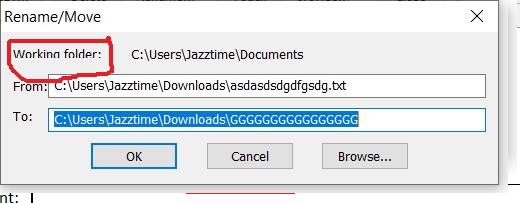 Rename/Move
Working folder: C:\Users\Jazztime\Documents
From: C:\Users\Jazztime\Downloads\asdasdsdgdfgsdg.txt
To: C:\Users\Jazztime\Downloads\GGGGGGGGGGGGGGGG
OK Cancel Browse...